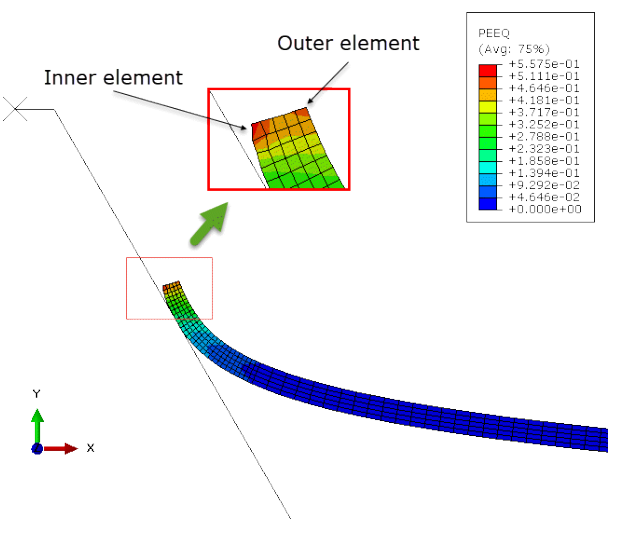 PEEQ
(Avg: 75%)
+5.575e-01
+5.111e-01
+4.646e-01
+4.181e-01
+3.717e-01
+3.252e-01
+2.788e-01
+2.323e-01
+1.858e-01
+1.394e-01
+9.292e-02
+4.646e-02
+0.000e+00
Outer element
Inner element
Y
X